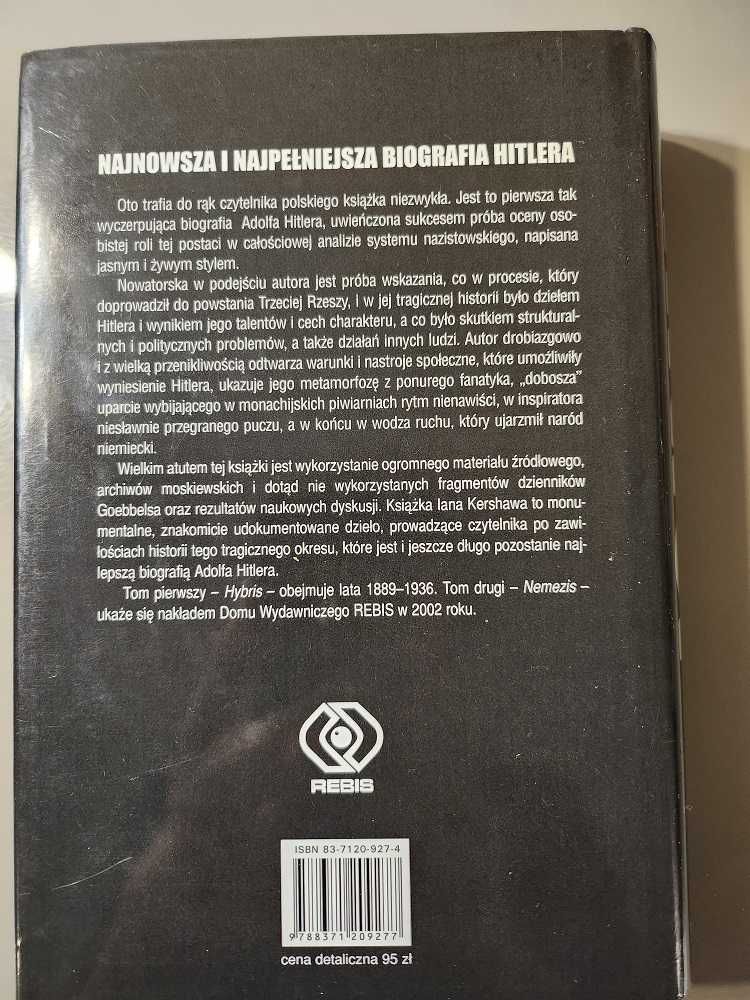 NAJNOWSZA I NAJPEŁNIEJSZA BIOGRAFIA HITLERA
Oto trafia do rąk czytelnika polskiego książka niezwykła. Jest to pierwsza tak
wyczerpująca biografia Adolfa Hitlera, uwieńczona sukcesem próba oceny oso-
bistej roli tej postaci w całościowej analizie systemu nazistowskiego, napisana
jasnym i żywym stylem.
Nowatorska w podejściu autora jest próba wskazania, co w procesie, który
doprowadził do powstania Trzeciej Rzeszy, i w jej tragicznej historii było dziełem
Hitlera i wynikiem jego talentów i cech charakteru, a co było skutkiem struktural-
nych i politycznych problemów, a także działań innych ludzi. Autor drobiazgowo
i z wielką przenikliwością odtwarza warunki i nastroje społeczne, które umożliwiły
wyniesienie Hitlera, ukazuje jego metamorfozę z ponurego fanatyka, „dobosza”
uparcie wybijającego w monachijskich piwiarniach rytm nienawiści, w inspiratora
niesławnie przegranego puczu, a w końcu w wodza ruchu, który ujarzmił naród
niemiecki.
Wielkim atutem tej książki jest wykorzystanie ogromnego materiału źródłowego,
archiwów moskiewskich i dotąd nie wykorzystanych fragmentów dzienników
Goebbelsa oraz rezultatów naukowych dyskusji. Książka Iana Kershawa to monu-
mentalne, znakomicie udokumentowane dzieło, prowadzące czytelnika po zawi-
łościach historii tego tragicznego okresu, które jest i jeszcze długo pozostanie naj-
lepszą biografią Adolfa Hitlera.
Tom pierwszy – Hybris – obejmuje lata 1889–1936. Tom drugi – Nemezis –
ukaże się nakładem Domu Wydawniczego REBIS w 2002 roku.
REBIS
ISBN 83-7120-927-4
9788371209277
cena detaliczna 95 zł